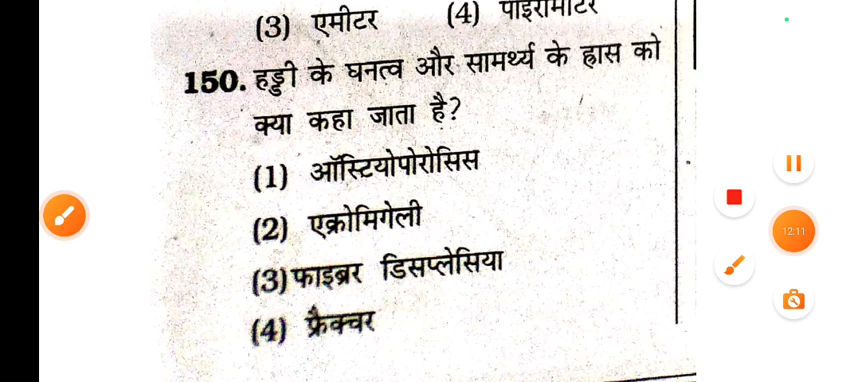 (3) एमीटर (4) पाइरोमीटर
150. हड्डी के घनत्व और सामर्थ्य के ह्रास को
क्या कहा जाता है?
(1) ऑस्टियोपोरोसिस
(2) एक्रोमिगेली
(3) फाइब्रर डिसप्लेसिया
(4) फ्रैक्चर
12:11